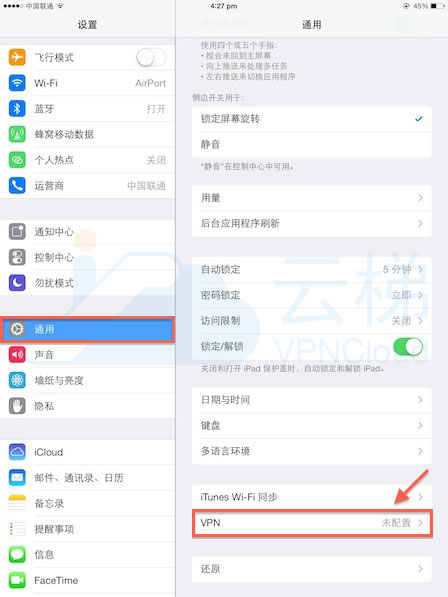 中国联通
4:27 pm
45%
设置
飞行模式
Wi-Fi
AirPort
蓝牙
打开
蜂窝移动数据
个人热点
关闭
运营商
中国联通
通知中心
控制中心
勿扰模式
通用
声音
墙纸与亮度
隐私
iCloud
邮件、通讯录、日历
备忘录
提醒事项
信息
FaceTime
通用
使用四个或五个手指:
• 捏合来回到主屏幕
• 向上推送来处理多任务
• 左右推送来切换应用程序
侧边开关用于:
锁定屏幕旋转
静音
“静音”在控制中心中可用。
用量
后台应用程序刷新
自动锁定
5 分钟
密码锁定
立即
访问限制
关闭
锁定/解锁
关闭和打开 iPad 保护盖时，自动锁定和解锁 iPad。
日期与时间
键盘
多语言环境
iTunes Wi-Fi 同步
VPN
未配置
还原
云梯
VPNCloud